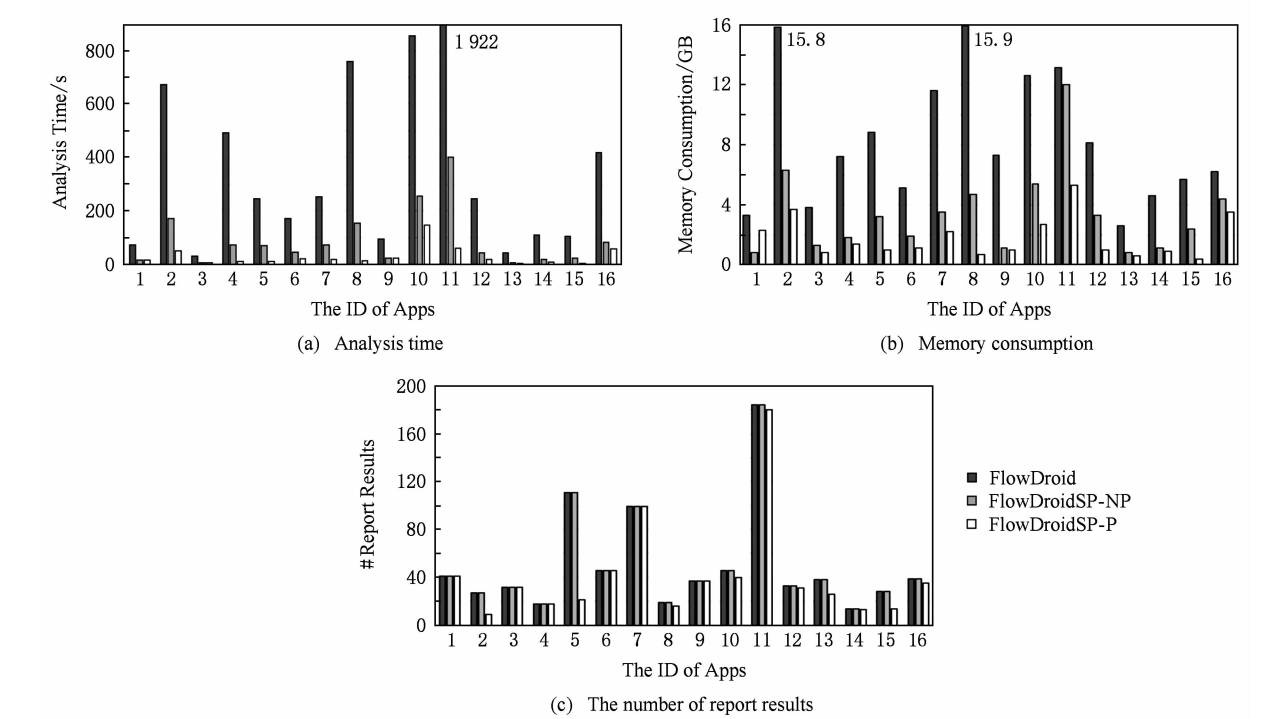 1 922
800
600
400
200
0
Analysis Time/s
1 2 3 4 5 6 7 8 9 10 11 12 13 14 15 16
The ID of Apps
(a) Analysis time
15.8
15.9
16
12
8
4
0
Memory Consumption/GB
1 2 3 4 5 6 7 8 9 10 11 12 13 14 15 16
The ID of Apps
(b) Memory consumption
200
160
120
80
40
0
#Report Results
1 2 3 4 5 6 7 8 9 10 11 12 13 14 15 16
The ID of Apps
(c) The number of report results
FlowDroid
FlowDroidSP-NP
FlowDroidSP-P